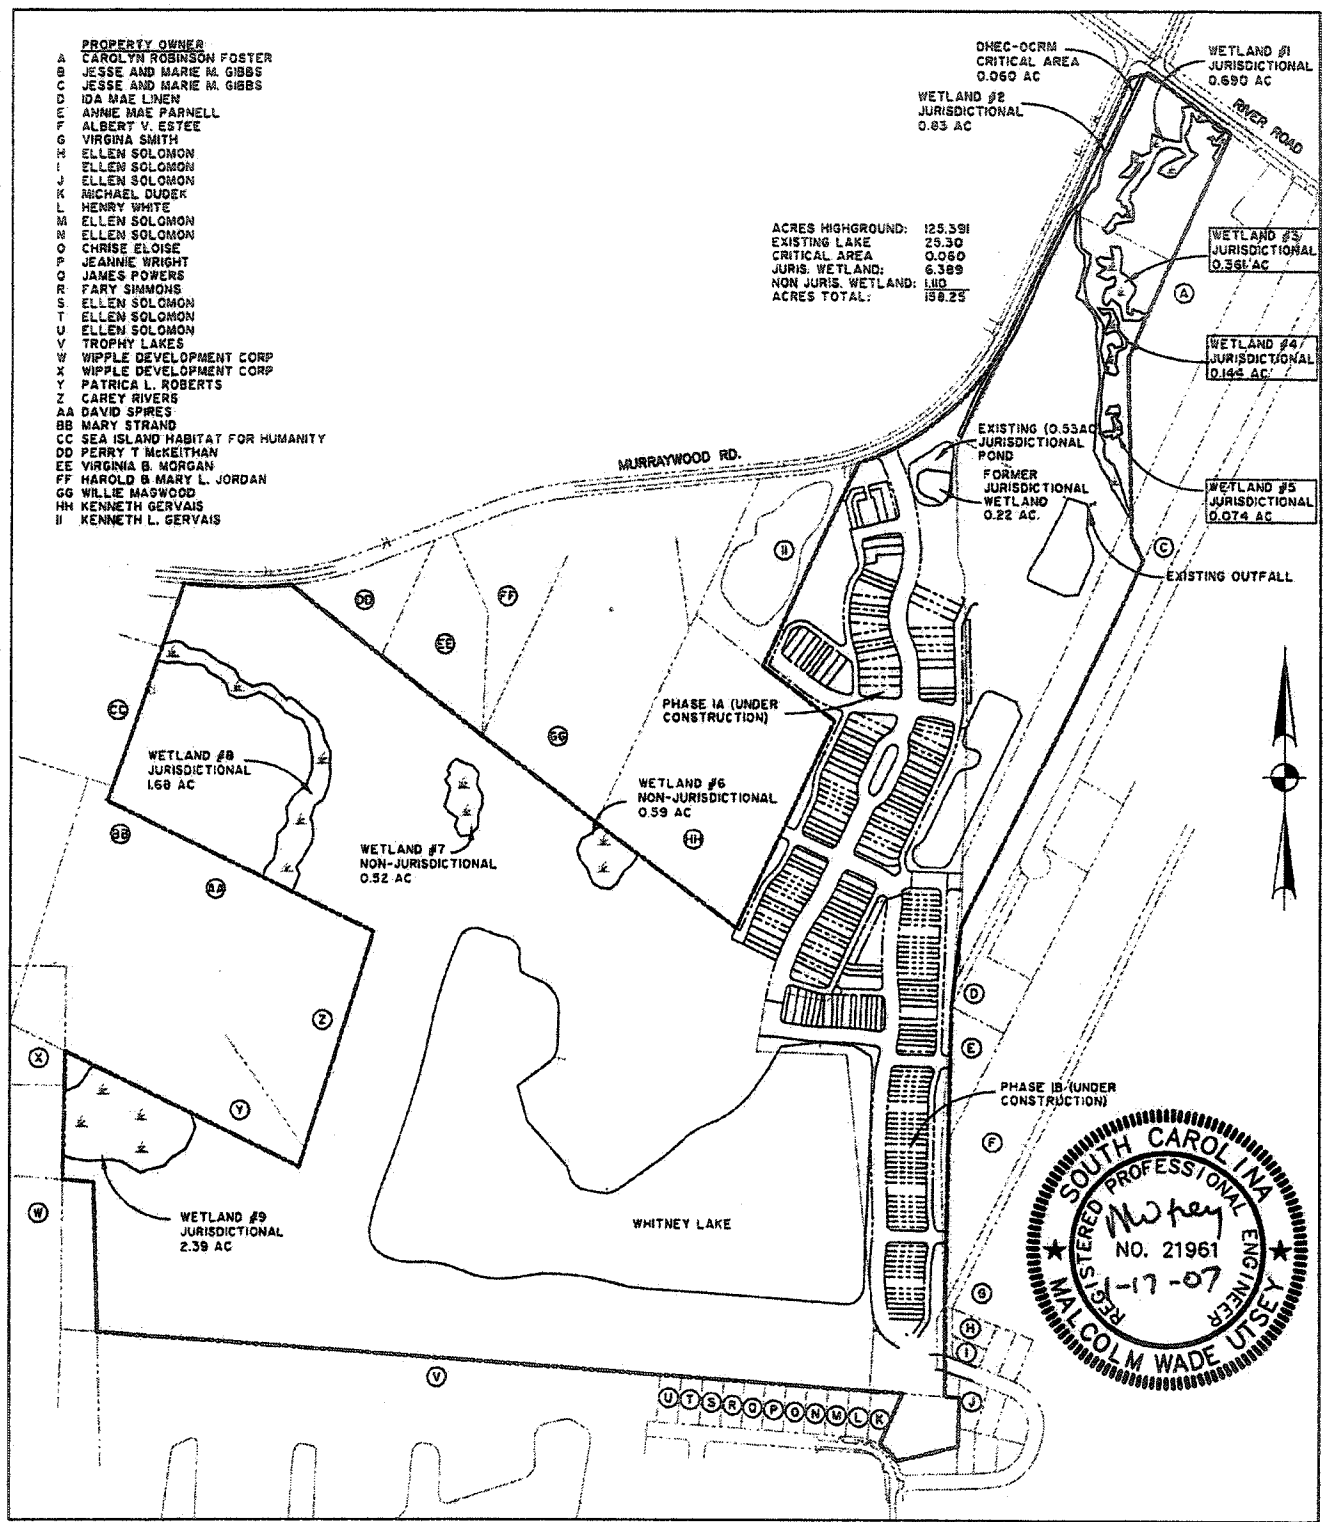 PROPERTY OWNER
A CAROLYN ROBINSON FOSTER
B JESSE AND MARIE M. GIBBS
C JESSE AND MARIE M. GIBBS
D IDA MAE LINEN
E ANNIE MAE PARNELL
F ALBERT V. ESTEE
G VIRGINA SMITH
H ELLEN SOLOMON
I ELLEN SOLOMON
J ELLEN SOLOMON
K MICHAEL DUDEK
L HENRY WHITE
M ELLEN SOLOMON
N ELLEN SOLOMON
O CHRISE ELOISE
P JEANNIE WRIGHT
Q JAMES POWERS
R FARY SIMMONS
S ELLEN SOLOMON
T ELLEN SOLOMON
U ELLEN SOLOMON
V TROPHY LAKES
W WIPPLE DEVELOPMENT CORP
X WIPPLE DEVELOPMENT CORP
Y PATRICA L. ROBERTS
Z CAREY RIVERS
AA DAVID SPIRES
BB MARY STRAND
CC SEA ISLAND HABITAT FOR HUMANITY
DD PERRY T McKEITHAN
EE VIRGINIA B. MORGAN
FF HAROLD & MARY L. JORDAN
GG WILLIE MAGWOOD
HH KENNETH GERVAIS
II KENNETH L. GERVAIS
DHEC-OCRM
CRITICAL AREA
0.060 AC
WETLAND #1
JURISDICTIONAL
0.690 AC
WETLAND #2
JURISDICTIONAL
0.83 AC
RIVER ROAD
ACRES HIGHGROUND: 125.391
EXISTING LAKE 25.30
CRITICAL AREA 0.060
JURIS. WETLAND: 6.389
NON JURIS. WETLAND: 1.110
ACRES TOTAL: 158.25
WETLAND #3
JURISDICTIONAL
0.361 AC
A
WETLAND #4
JURISDICTIONAL
0.144 AC
EXISTING (0.53AC
JURISDICTIONAL
POND
FORMER
JURISDICTIONAL
WETLAND
0.22 AC.
MURRAYWOOD RD.
WETLAND #5
JURISDICTIONAL
0.074 AC
II
C
EXISTING OUTFALL
DD
FF
EE
CC
GG
PHASE 1A (UNDER
CONSTRUCTION)
WETLAND #8
JURISDICTIONAL
1.68 AC
WETLAND #6
NON-JURISDICTIONAL
0.59 AC
BB
HH
WETLAND #7
NON-JURISDICTIONAL
0.52 AC
AA
D
Z
E
X
Y
PHASE 1B (UNDER
CONSTRUCTION)
F
W
WETLAND #9
JURISDICTIONAL
2.39 AC
WHITNEY LAKE
G
H
I
V
J
U T S R Q P O N M L K
SOUTH CAROLINA
REGISTERED PROFESSIONAL ENGINEER
NO. 21961
1-17-07
MALCOLM WADE UTSEY